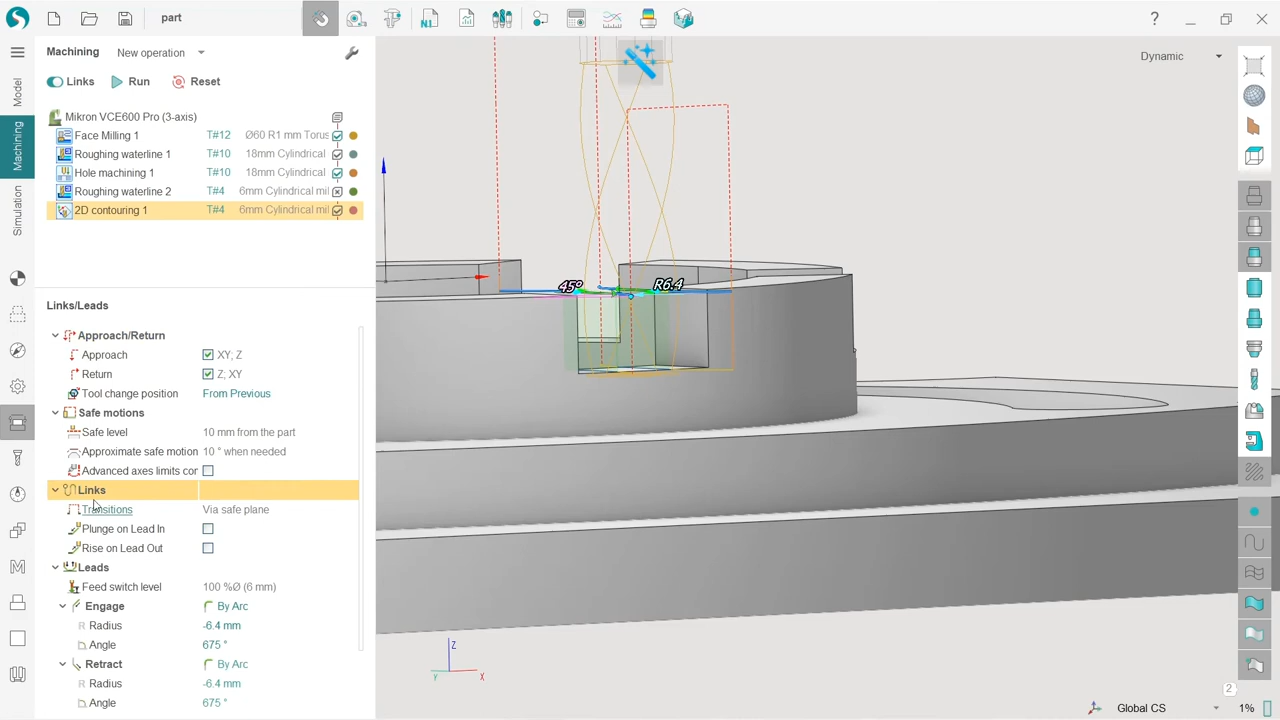 part
Machining
New operation
Links
Run
Reset
Dynamic
Model
Machining
Simulation
Mikron VCE600 Pro (3-axis)
Face Milling 1 T#12 Ø60 R1 mm Torus
Roughing waterline 1 T#10 18mm Cylindrical
Hole machining 1 T#10 18mm Cylindrical
Roughing waterline 2 T#4 6mm Cylindrical mil
2D contouring 1 T#4 6mm Cylindrical mil
Links/Leads
Approach/Return
Approach XY; Z
Return Z; XY
Tool change position From Previous
Safe motions
Safe level 10 mm from the part
Approximate safe motion 10 ° when needed
Advanced axes limits cor
Links
Transitions Via safe plane
Plunge on Lead In
Rise on Lead Out
Leads
Feed switch level 100 %Ø (6 mm)
Engage By Arc
R Radius -6.4 mm
Angle 675 °
Retract By Arc
R Radius -6.4 mm
Angle 675 °
45°
R6.4
Z
Y
X
2
Global CS
1%